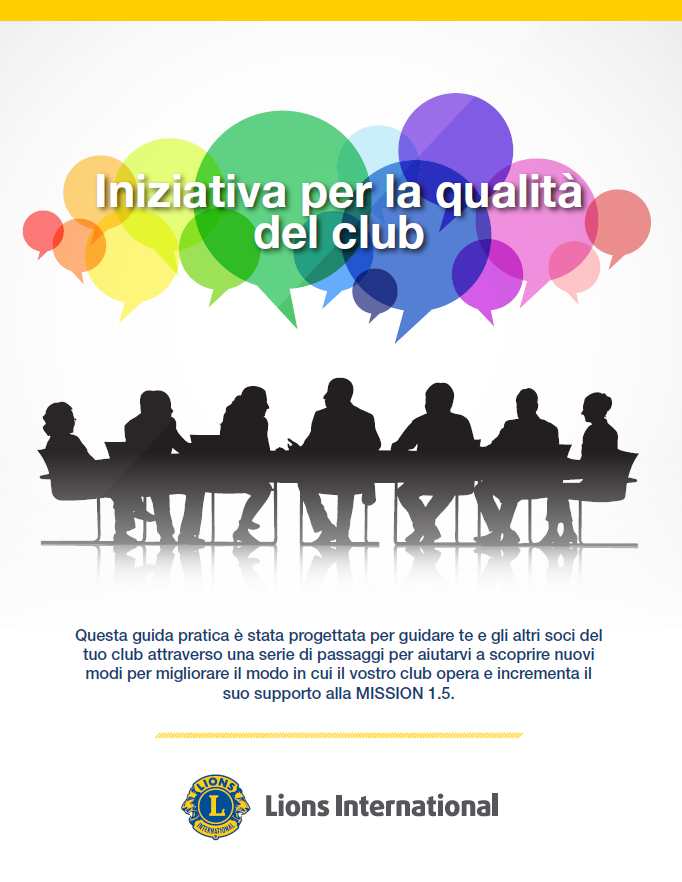 Iniziativa per la qualità
del club
Questa guida pratica è stata progettata per guidare te e gli altri soci del
tuo club attraverso una serie di passaggi per aiutarvi a scoprire nuovi
modi per migliorare il modo in cui il vostro club opera e incrementa il
suo supporto alla MISSION 1.5.
LIONS
L
INTERNATIONAL
Lions International